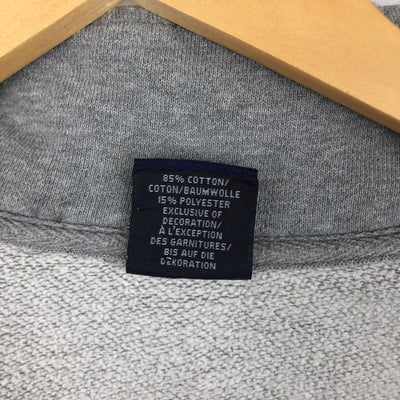 85% COTTON/
COTON/BAUMWOLLE
15% POLYESTER
EXCLUSIVE OF
DECORATION/
À L'EXCEPTION
DES GARNITURES/
BIS AUF DIE
DEKORATION